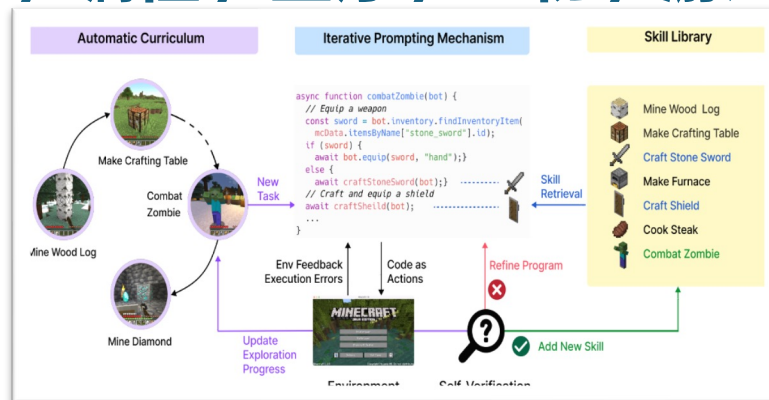 Automatic Curriculum
Iterative Prompting Mechanism
Skill Library
Make Crafting Table
Combat
Zombie
Mine Wood Log
Mine Diamond
New
Task
async function combatZombie(bot) {
// Equip a weapon
const sword = bot.inventory.findInventoryItem(
mcData.itemsByName["stone_sword"].id);
if (sword) {
await bot.equip(sword, "hand");}
else {
await craftStoneSword(bot);}
// Craft and equip a shield
await craftSheild(bot);
...
}
Skill
Retrieval
Mine Wood Log
Make Crafting Table
Craft Stone Sword
Make Furnace
Craft Shield
Cook Steak
Combat Zombie
Env Feedback
Execution Errors
Code as
Actions
Refine Program
Update
Exploration
Progress
MINECRAFT
?
Add New Skill
Environment
Self-Verification